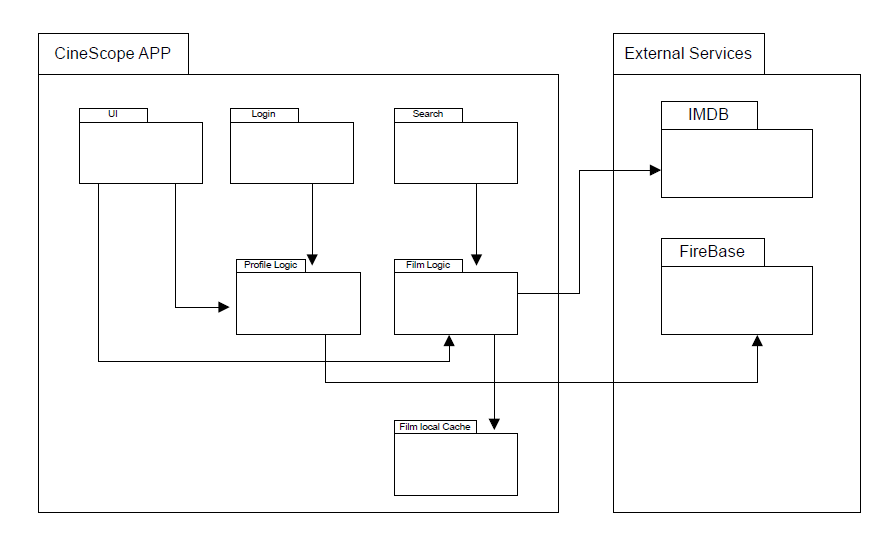 CineScope APP
External Services
UI
Login
Search
IMDB
Profile Logic
Film Logic
FireBase
Film local Cache